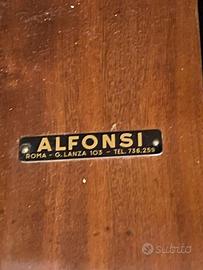 ALFONSI
ROMA - G. LANZA 103 - TEL. 736.259
subito